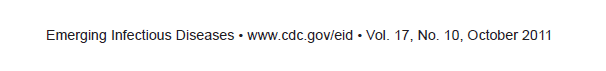 Emerging Infectious Diseases • www.cdc.gov/eid • Vol. 17, No. 10, October 2011